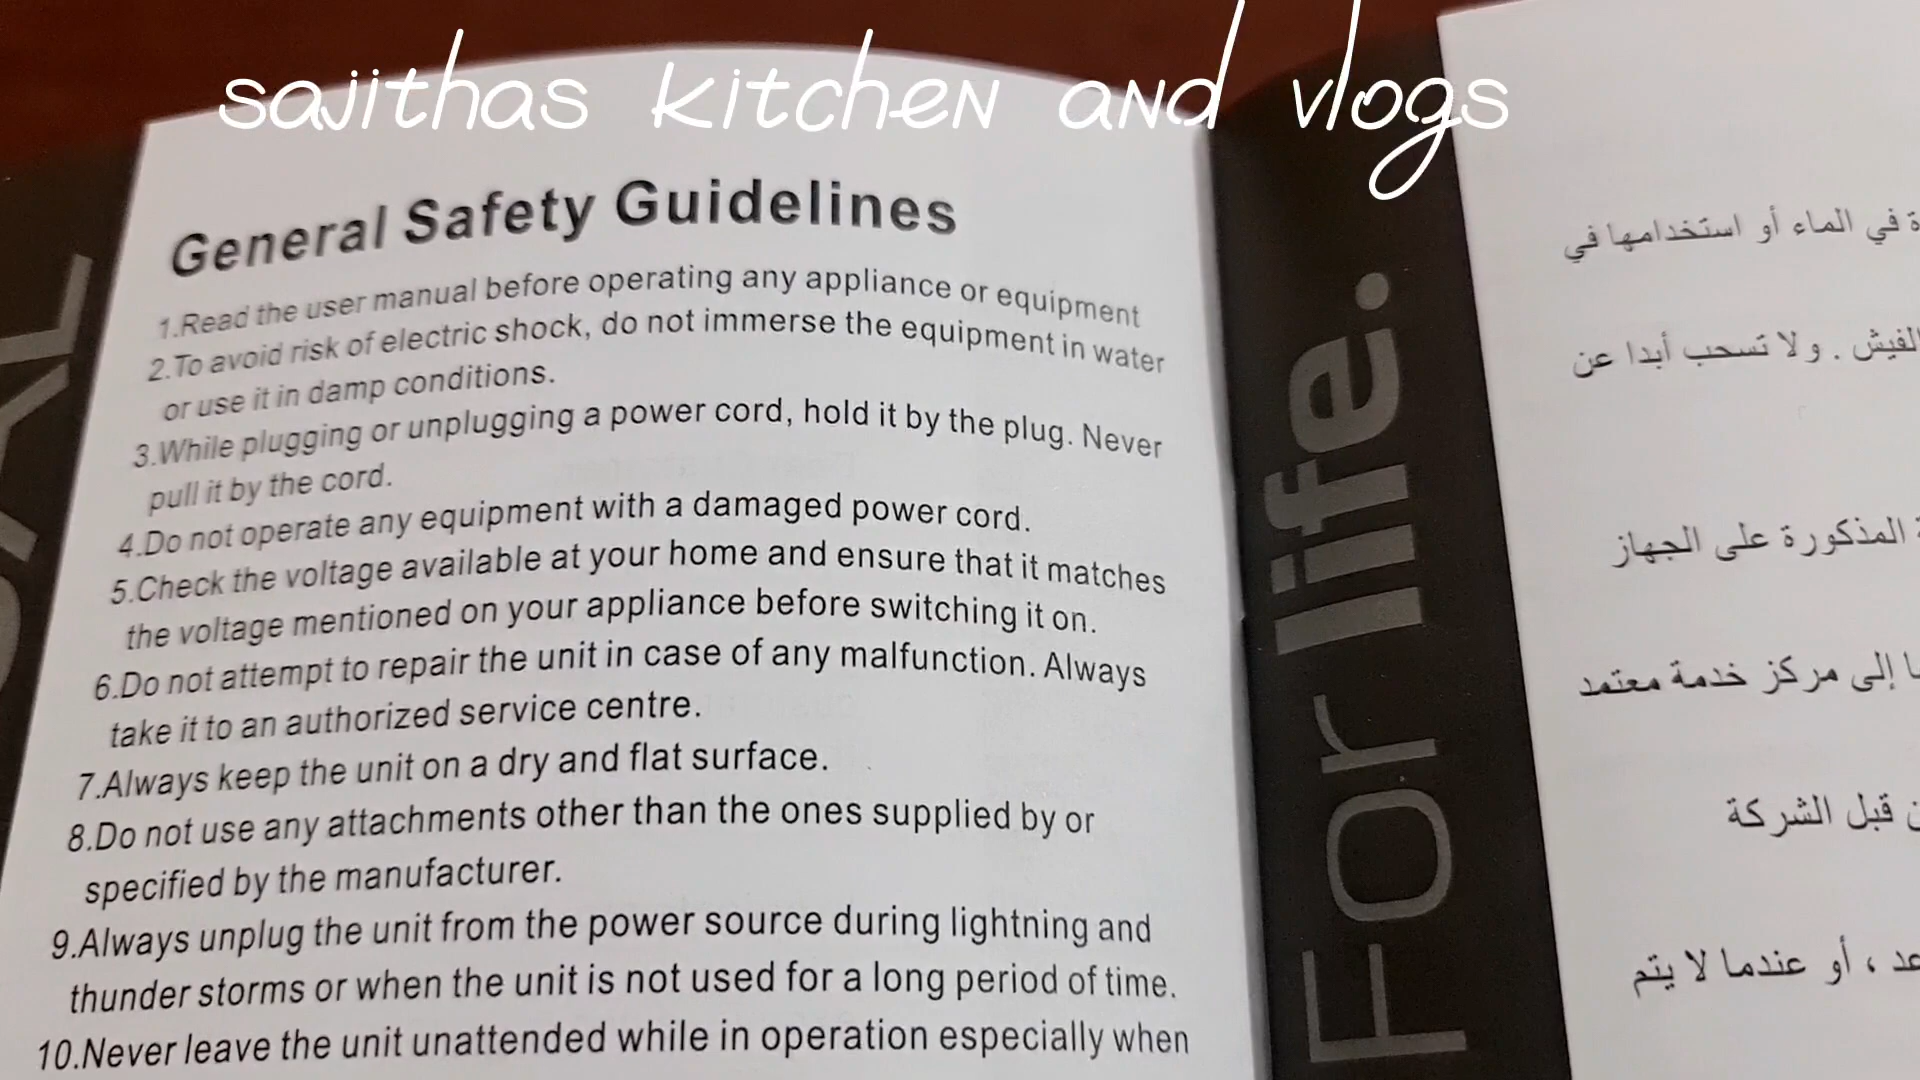 sajithas kitchen and vlogs
General Safety Guidelines
1.Read the user manual before operating any appliance or equipment
2.To avoid risk of electric shock, do not immerse the equipment in water
or use it in damp conditions.
3.While plugging or unplugging a power cord, hold it by the plug. Never
pull it by the cord.
4.Do not operate any equipment with a damaged power cord.
5.Check the voltage available at your home and ensure that it matches
the voltage mentioned on your appliance before switching it on.
6.Do not attempt to repair the unit in case of any malfunction. Always
take it to an authorized service centre.
7.Always keep the unit on a dry and flat surface.
8.Do not use any attachments other than the ones supplied by or
specified by the manufacturer.
9.Always unplug the unit from the power source during lightning and
thunder storms or when the unit is not used for a long period of time.
10.Never leave the unit unattended while in operation especially when
For life.
في الماء أو استخدامها في
الفيش . ولا تسحب أبدا عن
المذكورة على الجهاز
إلى مركز خدمة معتمد
قبل الشركة
، أو عندما لا يتم